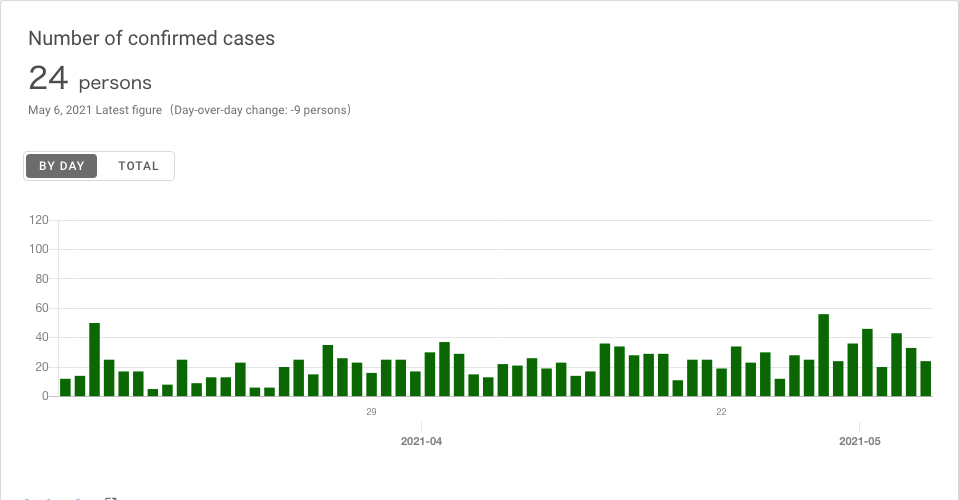 Number of confirmed cases
24 persons
May 6, 2021 Latest figure (Day-over-day change: -9 persons)
BY DAY TOTAL
120
100
80
60
40
20
0
29 22
2021-04 2021-05